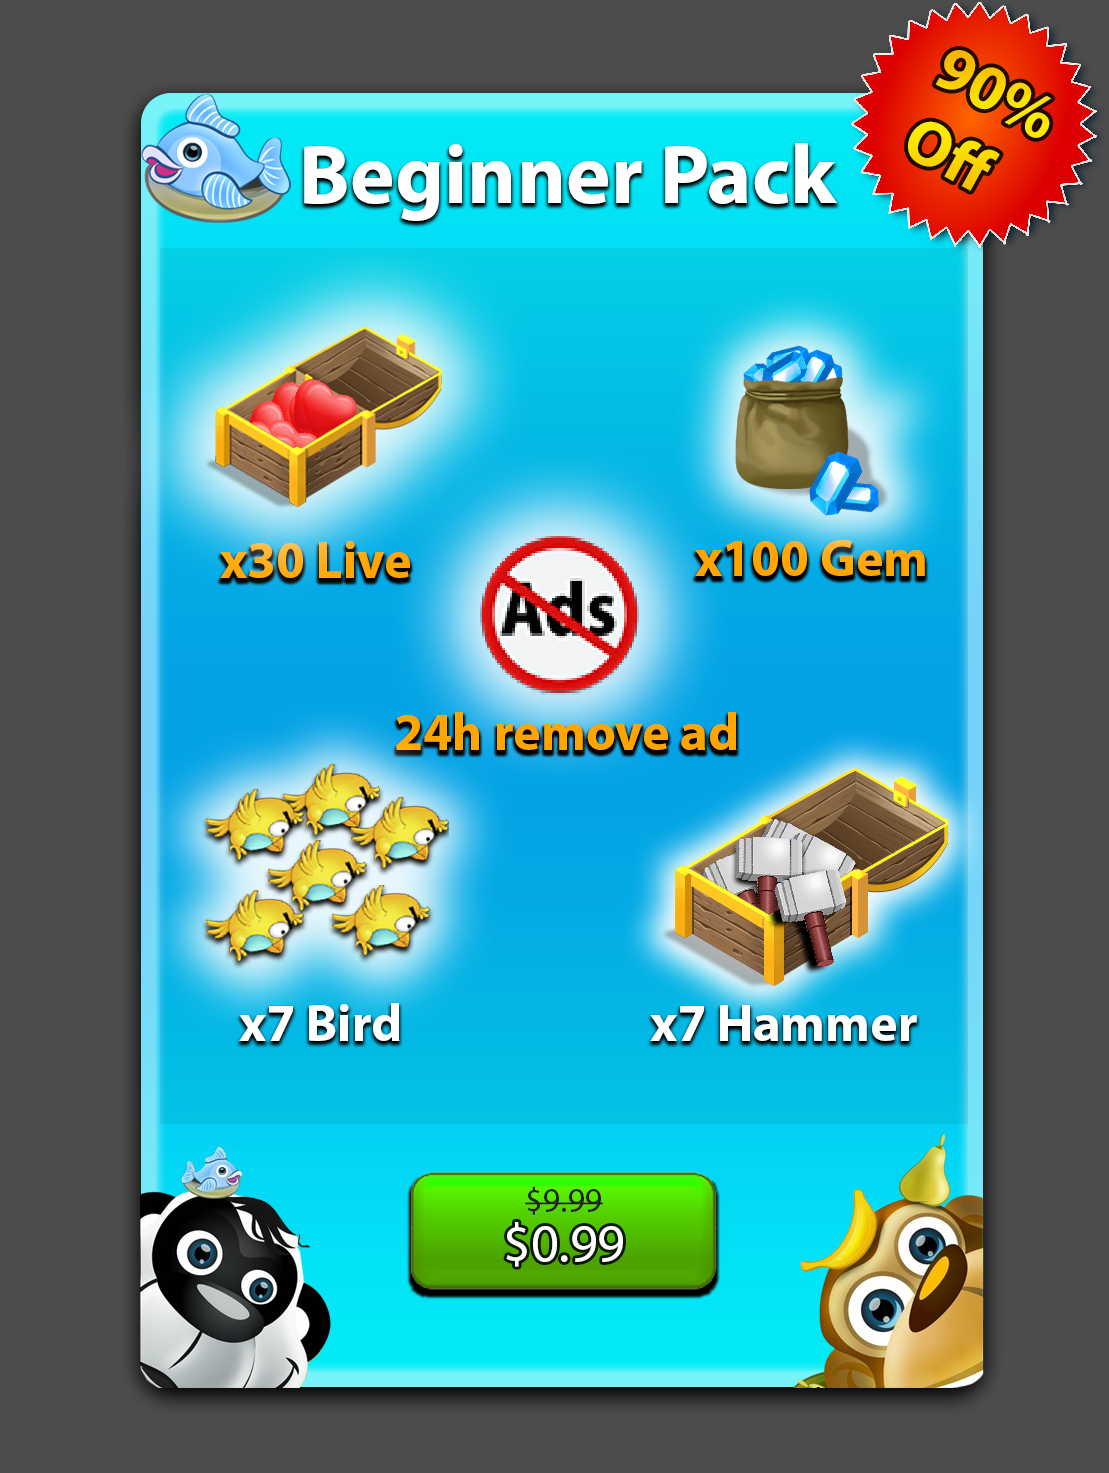 90%
Off
Beginner Pack
x30 Live
x100 Gem
Ads
24h remove ad
x7 Bird
x7 Hammer
$9.99
$0.99